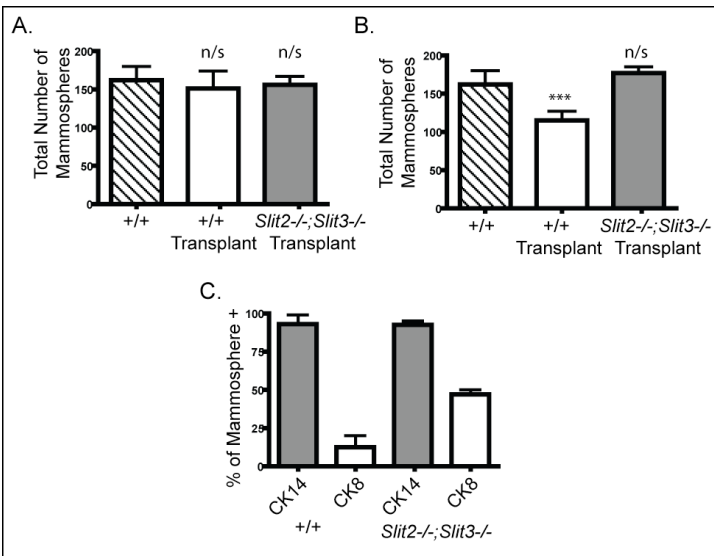 A.
Total Number of
Mammospheres
200
150
100
50
0
n/s
n/s
+/+
+/+
Transplant
Slit2-/-;Slit3-/-
Transplant
B.
Total Number of
Mammospheres
200
150
100
50
0
***
n/s
+/+
+/+
Transplant
Slit2-/-;Slit3-/-
Transplant
C.
% of Mammosphere +
100
75
50
25
0
CK14
CK8
CK14
CK8
+/+
Slit2-/-;Slit3-/-